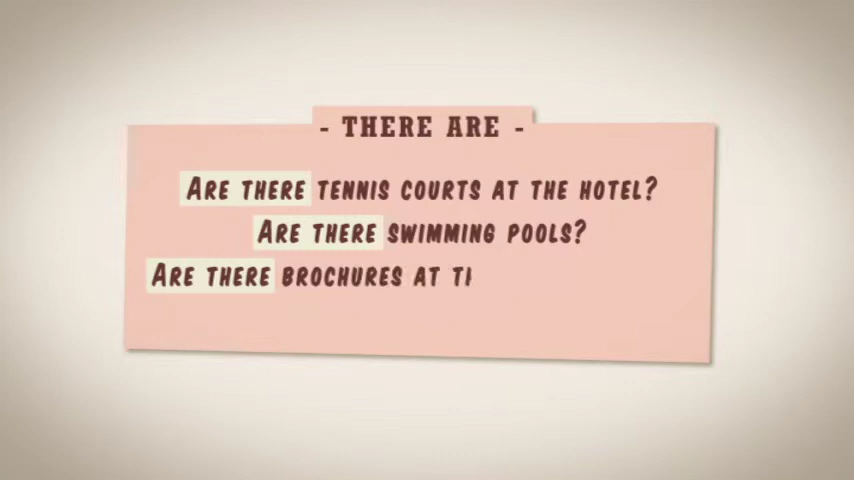 - THERE ARE -
ARE THERE TENNIS COURTS AT THE HOTEL?
ARE THERE SWIMMING POOLS?
ARE THERE BROCHURES AT